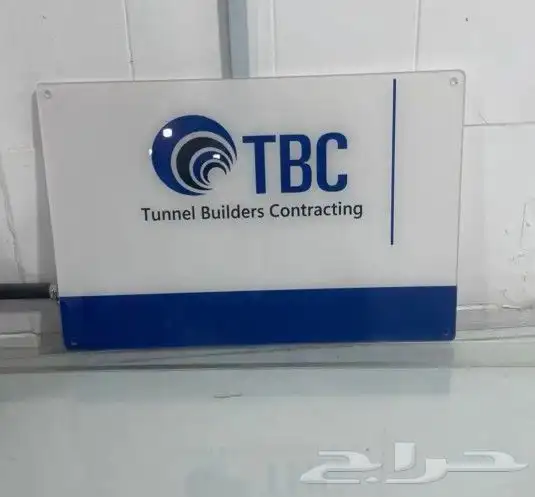 TBC
Tunnel Builders Contracting
حراج